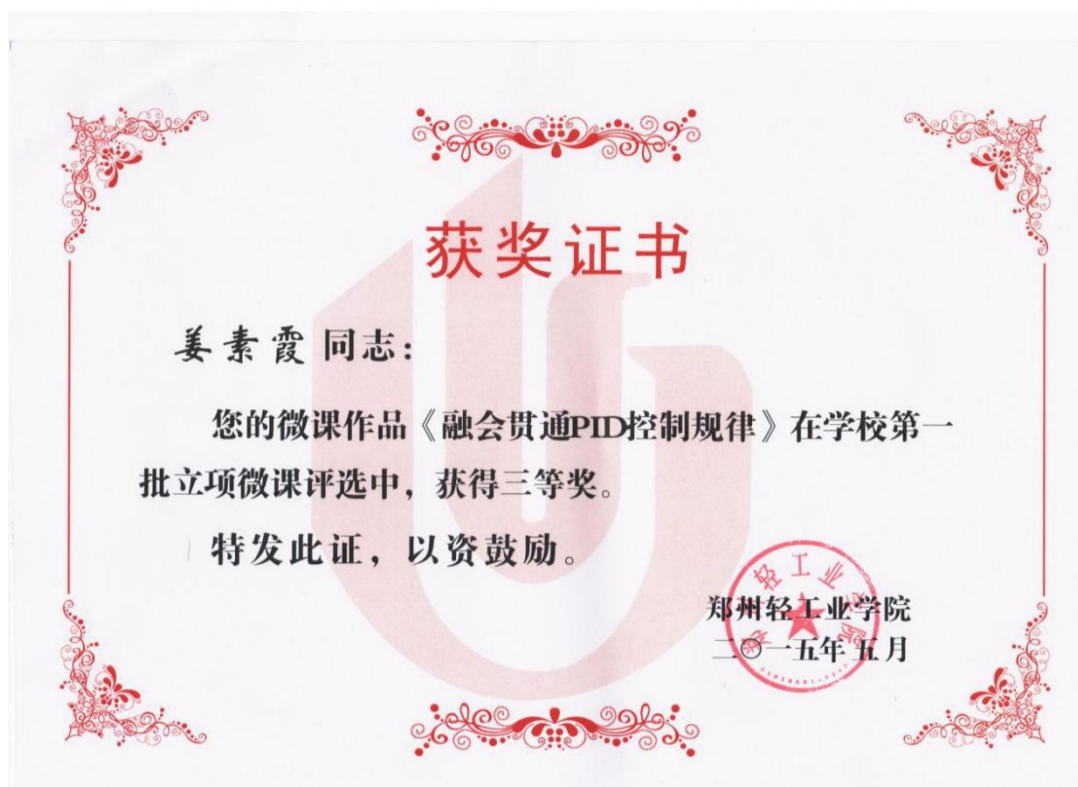 获奖证书
姜素霞同志：
您的微课作品《融会贯通PID控制规律》在学校第一
批立项微课评选中，获得三等奖。
特发此证，以资鼓励。
郑州轻工业学院
二〇一五年五月